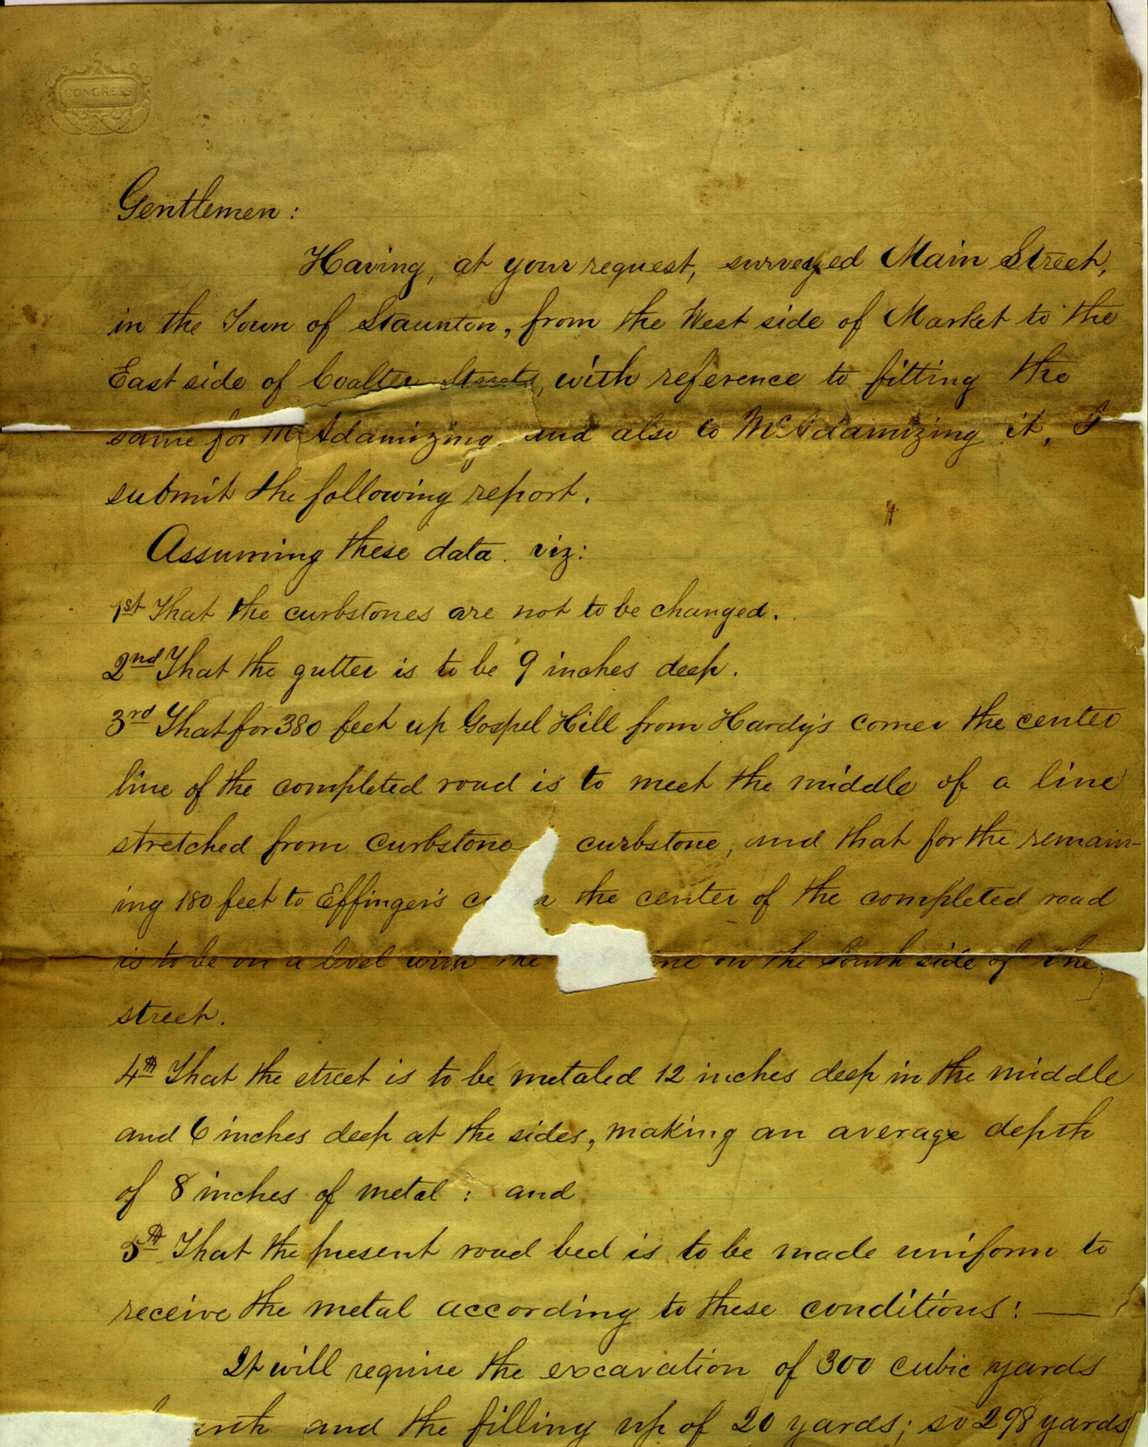 CONGRESS
Gentlemen:
Having, at your request, surveyed Main Street,
in the Town of Staunton, from the West side of Market to the
East side of Coalter Streets, with reference to fitting the
same for McAdamizing and also to McAdamizing it, I
submit the following report.
Assuming these data. viz:
1st That the curbstones are not to be changed.
2nd That the gutter is to be 9 inches deep.
3rd That for 380 feet up Gospel Hill from Hardy's corner the center
line of the completed road is to meet the middle of a line
stretched from curbstone curbstone, and that for the remain-
ing 180 feet to Effinger's the center of the completed road
is to be on a level with the on the South side of the
street.
4th That the street is to be metaled 12 inches deep in the middle
and 6 inches deep at the sides, making an average depth
of 8 inches of metal: and
5th That the present road bed is to be made uniform to
receive the metal according to these conditions: —
It will require the excavation of 300 cubic yards
and the filling up of 20 yards; so 298 yards